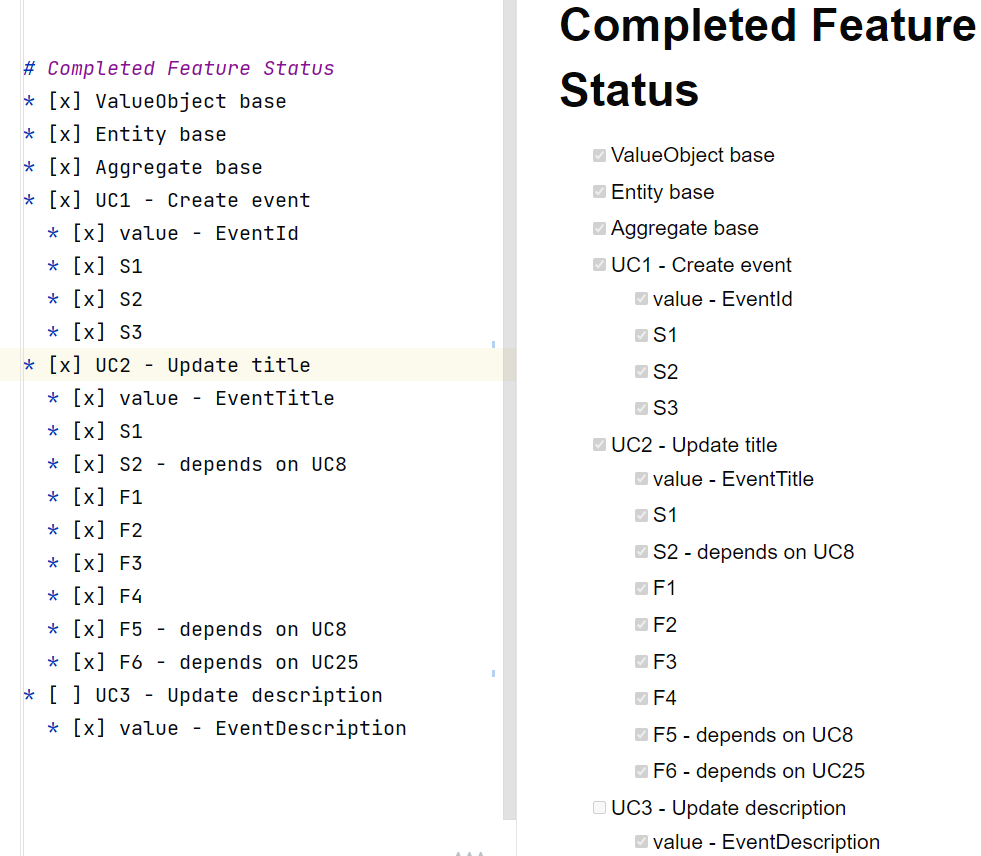 # Completed Feature Status
* [x] ValueObject base
* [x] Entity base
* [x] Aggregate base
* [x] UC1 - Create event
  * [x] value - EventId
  * [x] S1
  * [x] S2
  * [x] S3
* [x] UC2 - Update title
  * [x] value - EventTitle
  * [x] S1
  * [x] S2 - depends on UC8
  * [x] F1
  * [x] F2
  * [x] F3
  * [x] F4
  * [x] F5 - depends on UC8
  * [x] F6 - depends on UC25
* [ ] UC3 - Update description
  * [x] value - EventDescription
Completed Feature
Status
ValueObject base
Entity base
Aggregate base
UC1 - Create event
value - EventId
S1
S2
S3
UC2 - Update title
value - EventTitle
S1
S2 - depends on UC8
F1
F2
F3
F4
F5 - depends on UC8
F6 - depends on UC25
UC3 - Update description
value - EventDescription